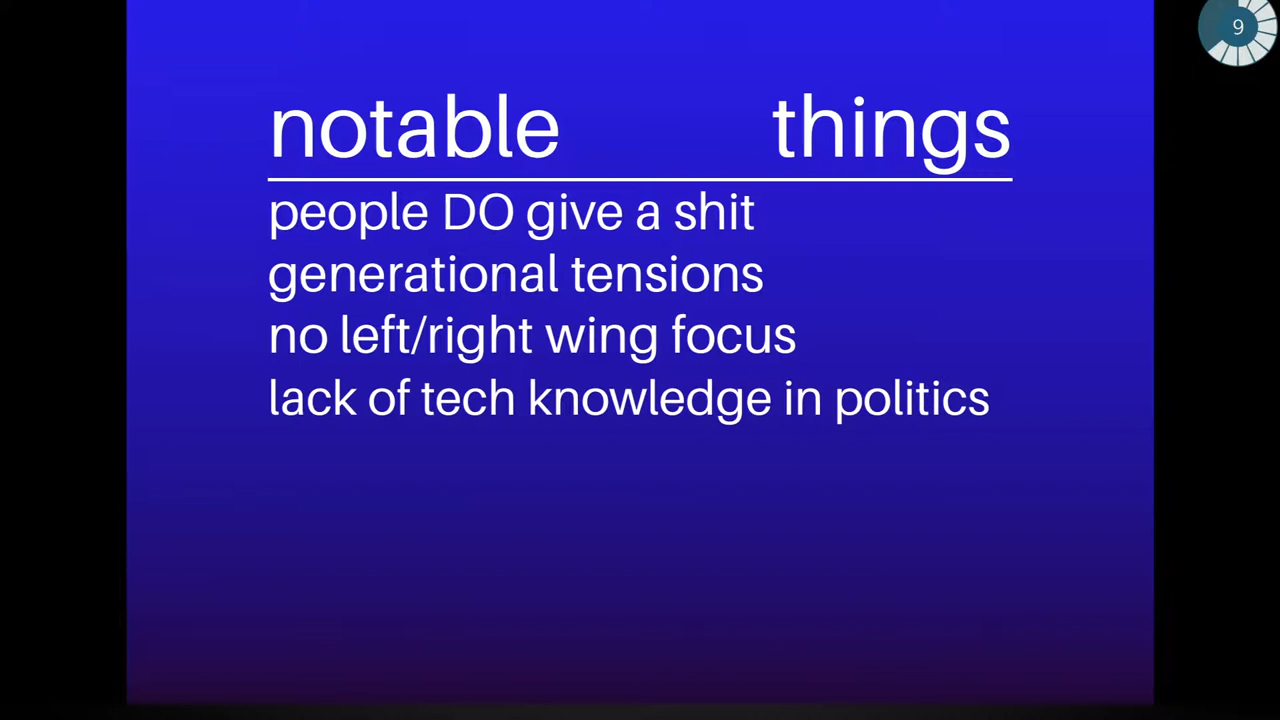 9
notable things
people DO give a shit
generational tensions
no left/right wing focus
lack of tech knowledge in politics